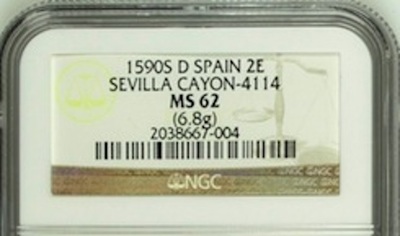 1590S D SPAIN 2E
SEVILLA CAYON-4114
MS 62
(6.8g)
2038667-004
NGC